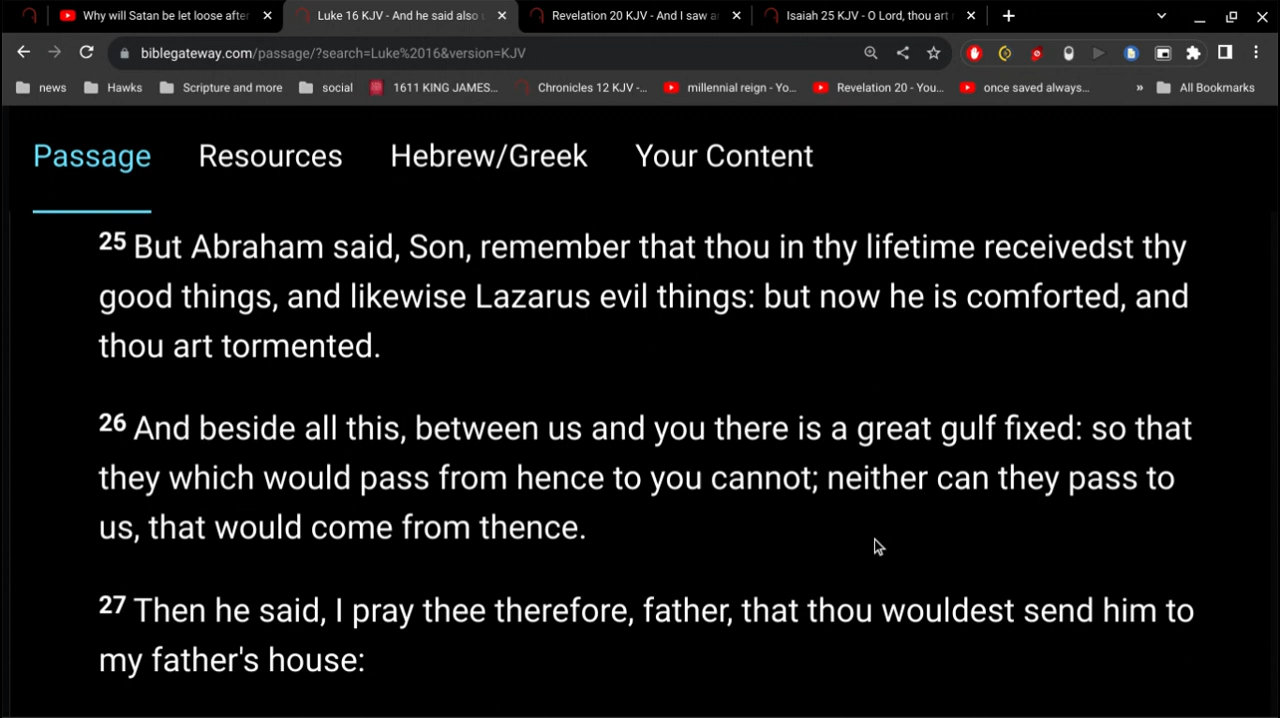 Why will Satan be let loose after
Luke 16 KJV - And he said also
Revelation 20 KJV - And I saw a
Isaiah 25 KJV - O Lord, thou art
biblegateway.com/passage/?search=Luke%2016&version=KJV
news
Hawks
Scripture and more
social
1611 KING JAMES...
Chronicles 12 KJV -...
millennial reign - Yo...
Revelation 20 - You...
once saved always...
»
All Bookmarks
Passage
Resources
Hebrew/Greek
Your Content
25 But Abraham said, Son, remember that thou in thy lifetime receivedst thy
good things, and likewise Lazarus evil things: but now he is comforted, and
thou art tormented.
26 And beside all this, between us and you there is a great gulf fixed: so that
they which would pass from hence to you cannot; neither can they pass to
us, that would come from thence.
27 Then he said, I pray thee therefore, father, that thou wouldest send him to
my father's house: